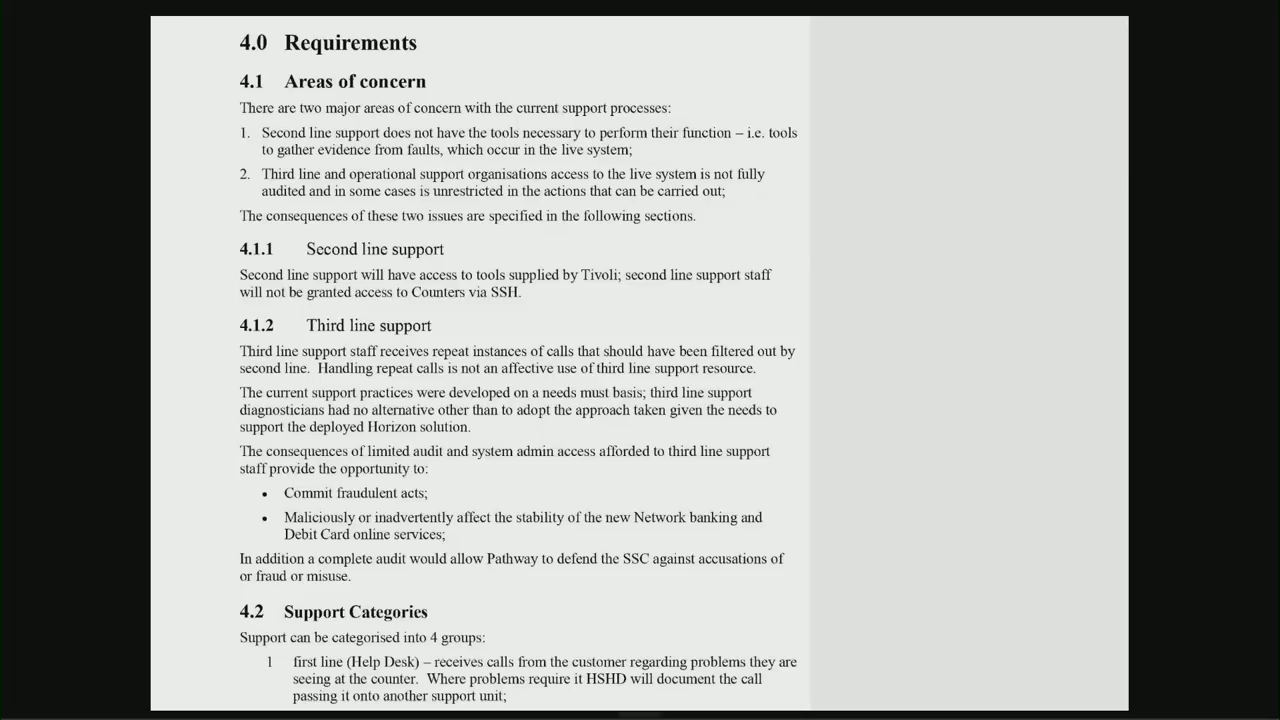 4.0 Requirements
4.1 Areas of concern
There are two major areas of concern with the current support processes:
1. Second line support does not have the tools necessary to perform their function – i.e. tools
to gather evidence from faults, which occur in the live system;
2. Third line and operational support organisations access to the live system is not fully
audited and in some cases is unrestricted in the actions that can be carried out;
The consequences of these two issues are specified in the following sections.
4.1.1 Second line support
Second line support will have access to tools supplied by Tivoli; second line support staff
will not be granted access to Counters via SSH.
4.1.2 Third line support
Third line support staff receives repeat instances of calls that should have been filtered out by
second line. Handling repeat calls is not an affective use of third line support resource.
The current support practices were developed on a needs must basis; third line support
diagnosticians had no alternative other than to adopt the approach taken given the needs to
support the deployed Horizon solution.
The consequences of limited audit and system admin access afforded to third line support
staff provide the opportunity to:
• Commit fraudulent acts;
• Maliciously or inadvertently affect the stability of the new Network banking and
Debit Card online services;
In addition a complete audit would allow Pathway to defend the SSC against accusations of
or fraud or misuse.
4.2 Support Categories
Support can be categorised into 4 groups:
1 first line (Help Desk) – receives calls from the customer regarding problems they are
seeing at the counter. Where problems require it HSHD will document the call
passing it onto another support unit;